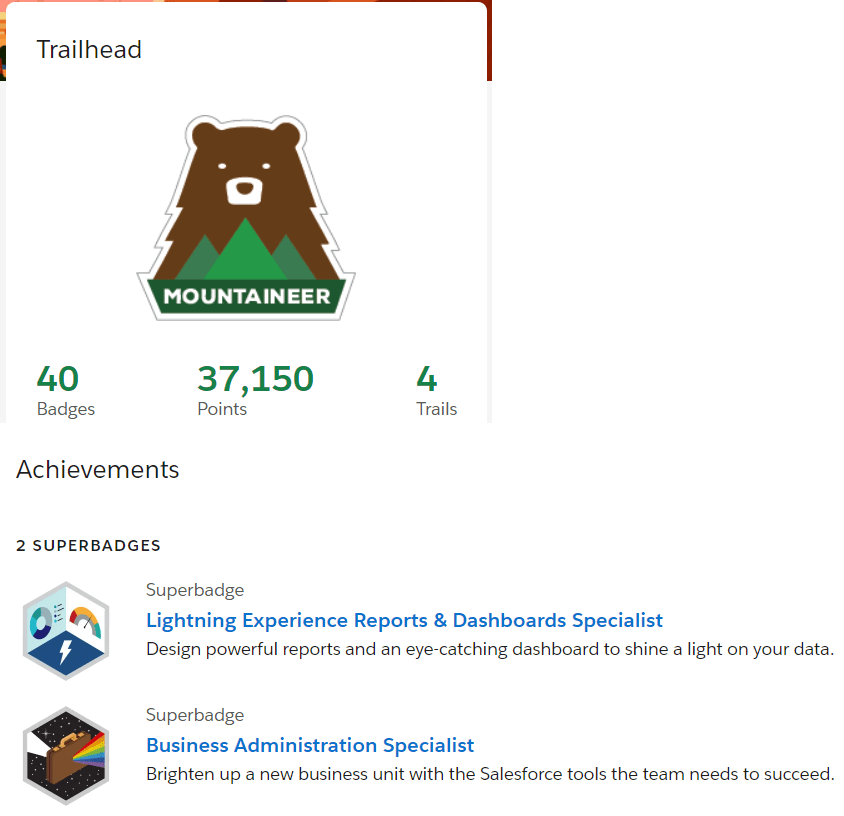 Trailhead
MOUNTAINEER
40 37,150 4
Badges Points Trails
Achievements
2 SUPERBADGES
Superbadge
Lightning Experience Reports & Dashboards Specialist
Design powerful reports and an eye-catching dashboard to shine a light on your data.
Superbadge
Business Administration Specialist
Brighten up a new business unit with the Salesforce tools the team needs to succeed.